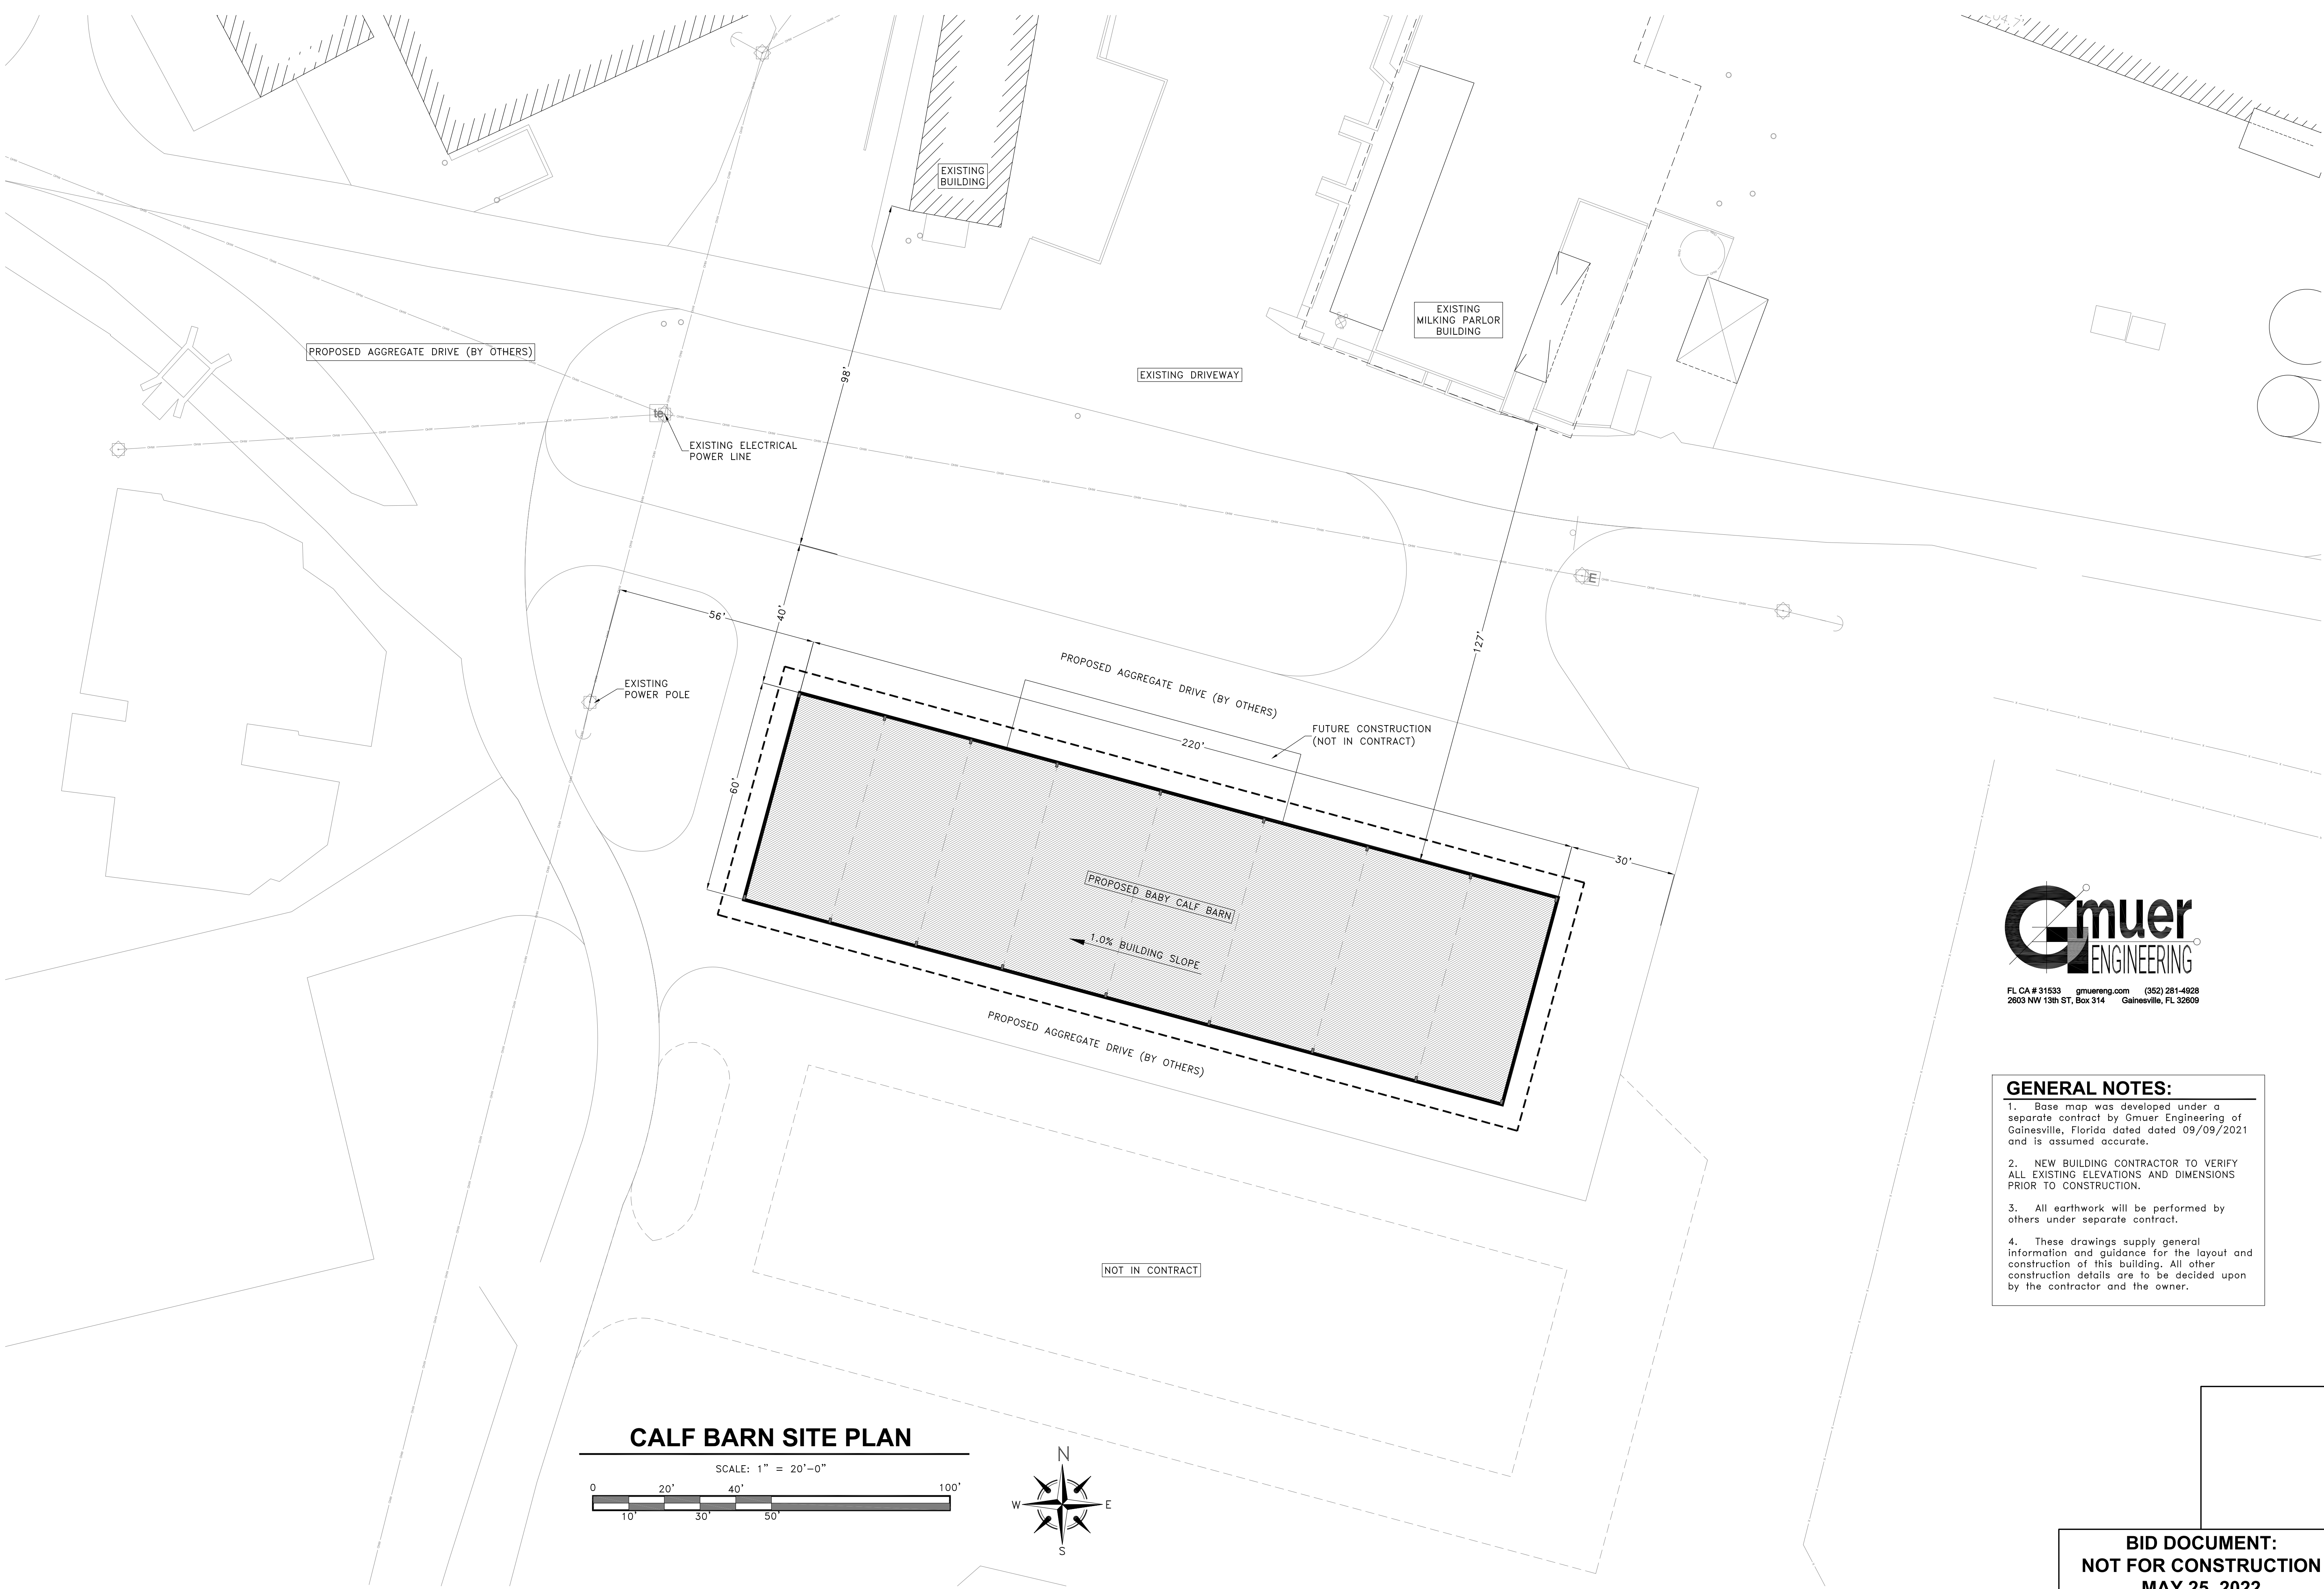 EXISTING
BUILDING
EXISTING
MILKING PARLOR
BUILDING
PROPOSED AGGREGATE DRIVE (BY OTHERS)
EXISTING DRIVEWAY
98'
te
EXISTING ELECTRICAL
POWER LINE
E
56'
40'
127'
PROPOSED AGGREGATE DRIVE (BY OTHERS)
EXISTING
POWER POLE
FUTURE CONSTRUCTION
(NOT IN CONTRACT)
220'
60'
30'
PROPOSED BABY CALF BARN
1.0% BUILDING SLOPE
PROPOSED AGGREGATE DRIVE (BY OTHERS)
NOT IN CONTRACT
Gmuer
ENGINEERING
FL CA # 31533 gmuereng.com (352) 281-4928
2603 NW 13th ST, Box 314 Gainesville, FL 32609
GENERAL NOTES:
1. Base map was developed under a
separate contract by Gmuer Engineering of
Gainesville, Florida dated dated 09/09/2021
and is assumed accurate.
2. NEW BUILDING CONTRACTOR TO VERIFY
ALL EXISTING ELEVATIONS AND DIMENSIONS
PRIOR TO CONSTRUCTION.
3. All earthwork will be performed by
others under separate contract.
4. These drawings supply general
information and guidance for the layout and
construction of this building. All other
construction details are to be decided upon
by the contractor and the owner.
CALF BARN SITE PLAN
SCALE: 1" = 20'-0"
0 20' 40' 100'
10' 30' 50'
N
W E
S
BID DOCUMENT:
NOT FOR CONSTRUCTION
MAY 25, 2022